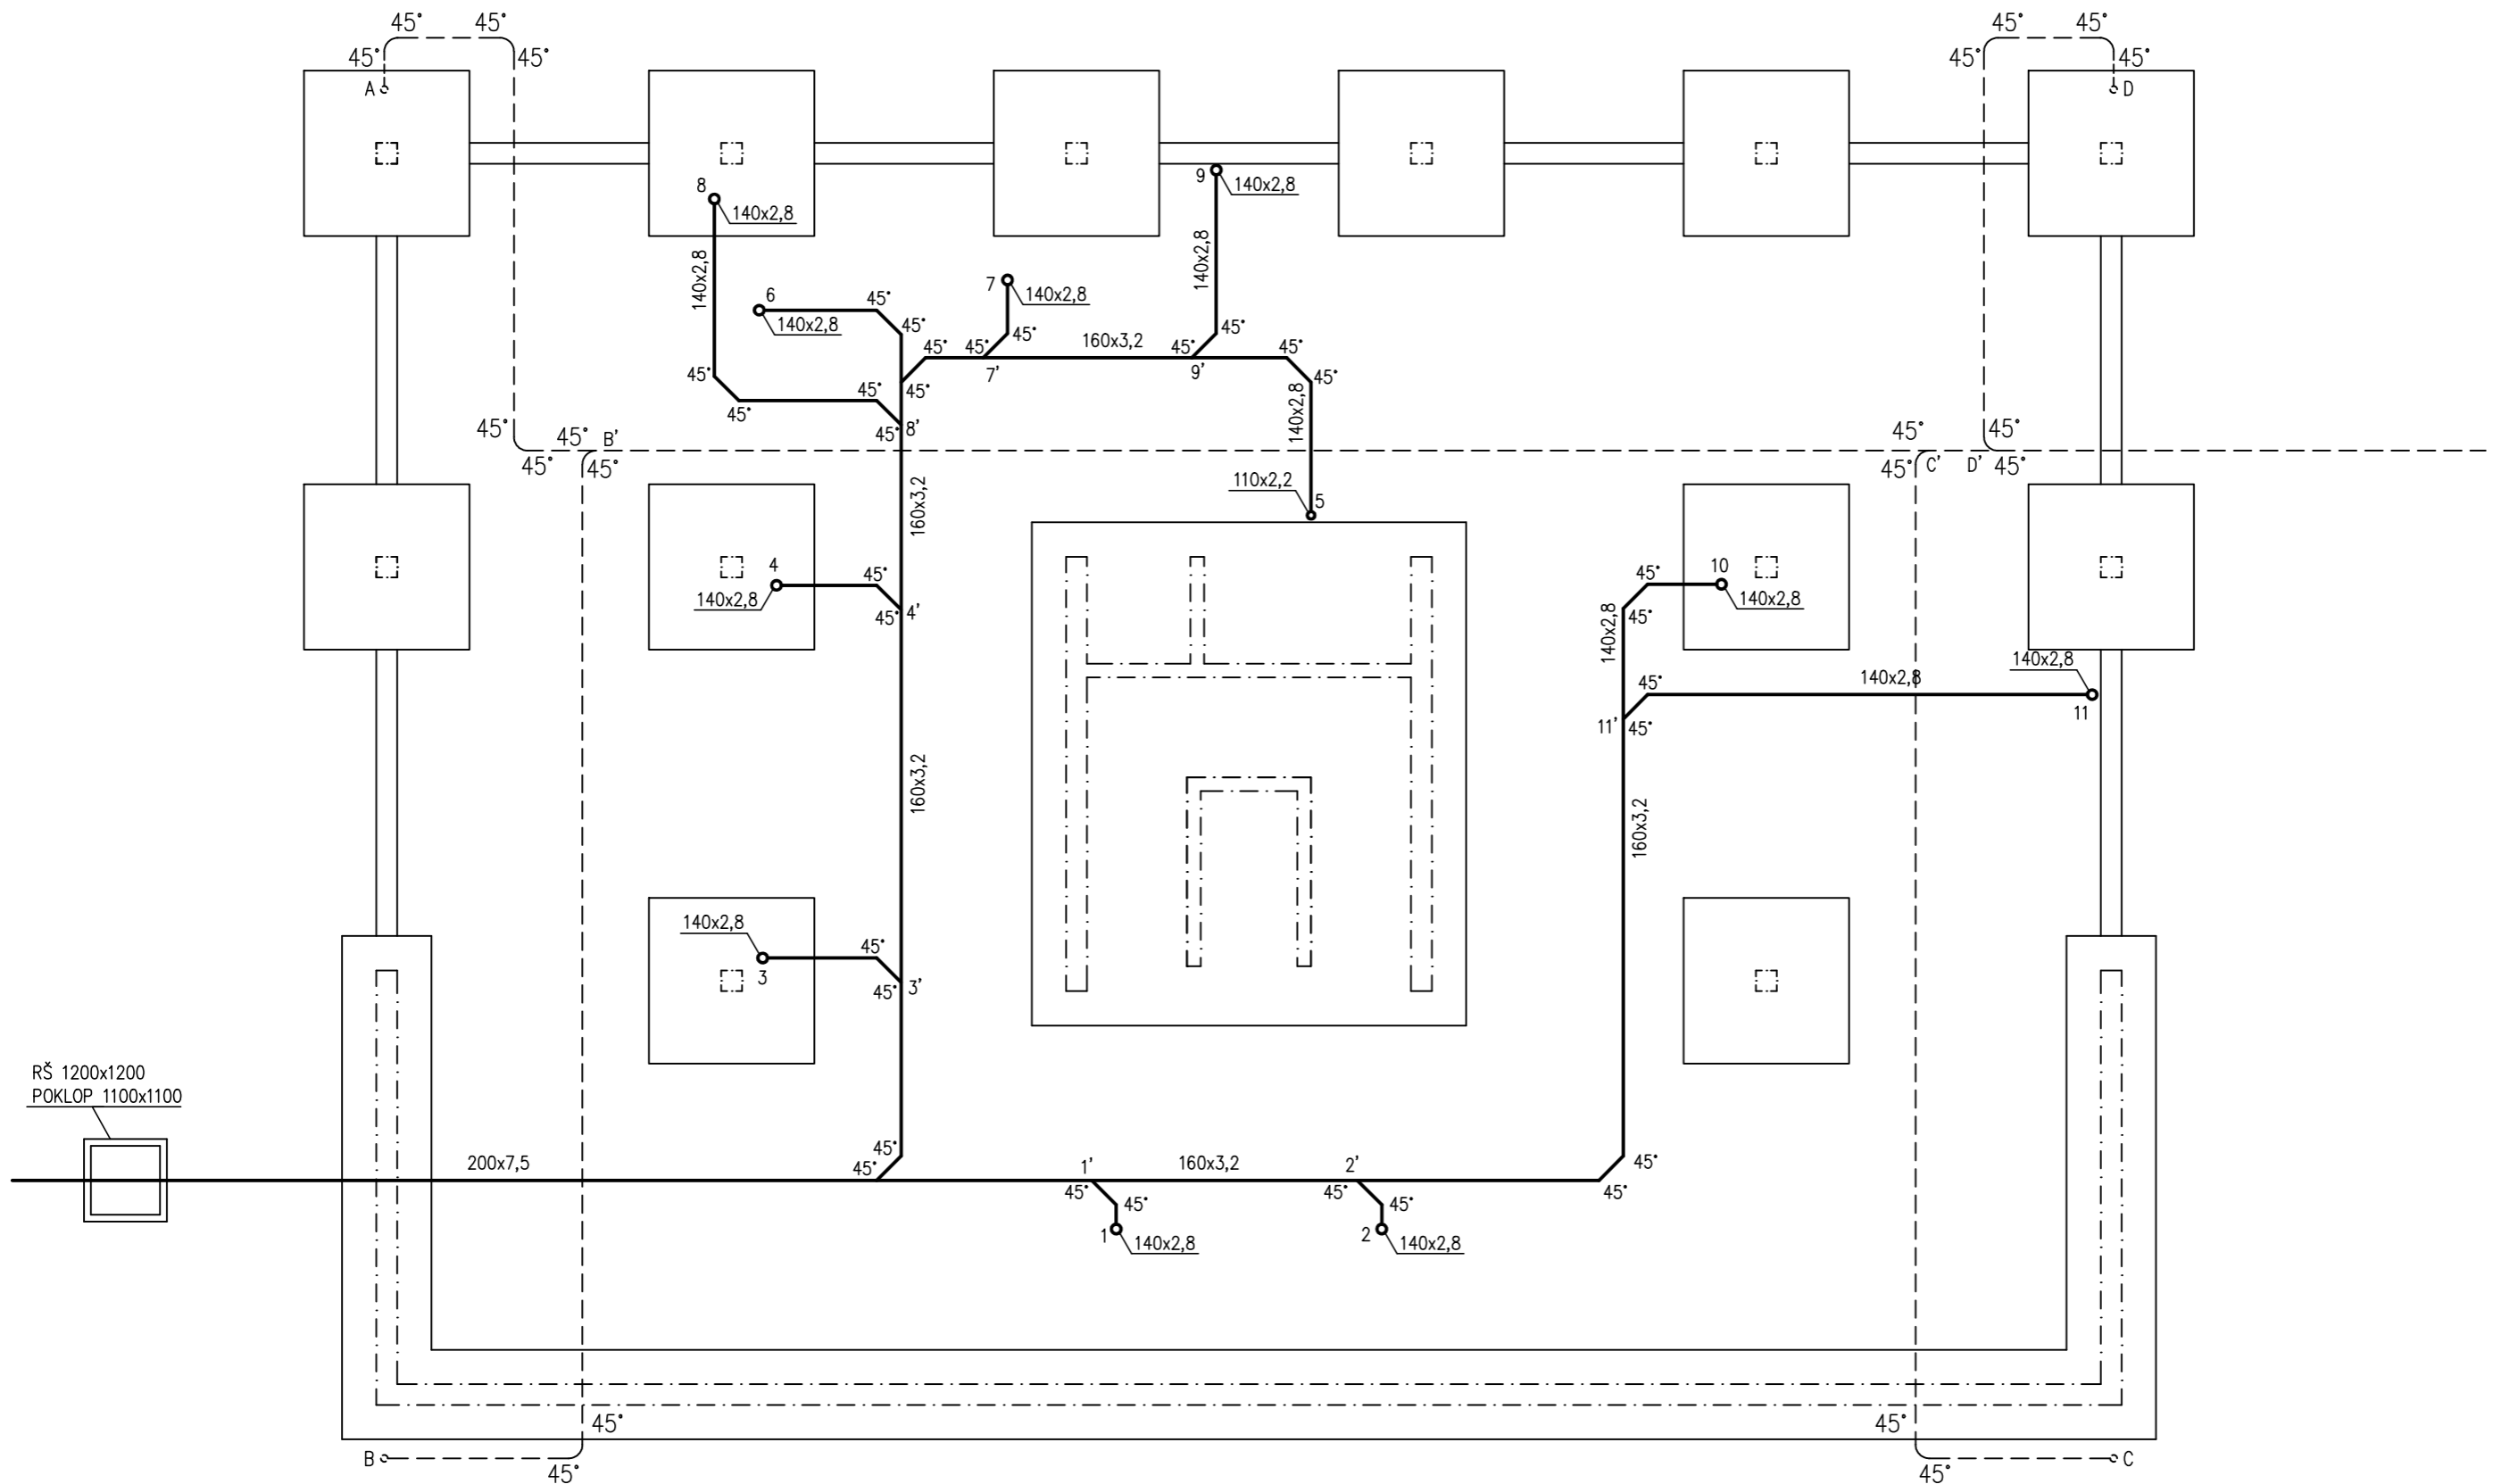 45° 45° 45° 45°
45° 45° 45° 45°
A D
8 9
140x2,8 140x2,8
140x2,8 140x2,8
6 7
45° 140x2,8
140x2,8 45° 45°
45° 45° 160x3,2 45° 45°
7' 9'
45° 45° 45° 45°
45° 140x2,8
45° 8'
45° 45° B' 45° 45°
45° 45° 45° C' D' 45°
110x2,2 5
160x3,2
4 45° 45° 10
140x2,8 45° 4' 45° 140x2,8
140x2,8
140x2,8
45° 140x2,8
11' 45° 11
160x3,2 160x3,2
140x2,8
45°
3 45° 3'
RŠ 1200x1200
POKLOP 1100x1100
45°
200x7,5 45° 1' 160x3,2 2' 45°
45° 45° 45°
45° 45°
1 140x2,8 2 140x2,8
45° 45°
B C
45° 45°